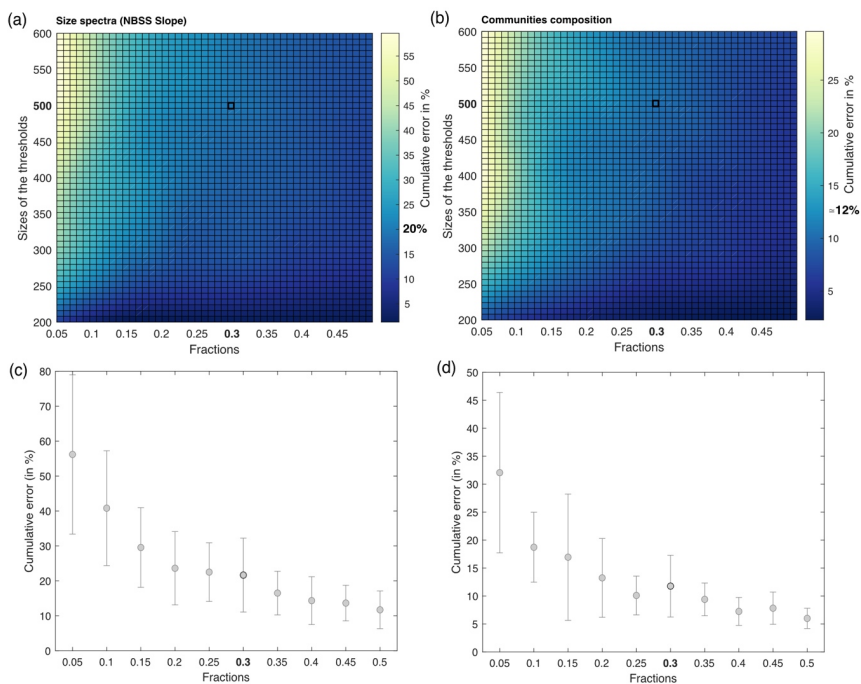 (a)
Size spectra (NBSS Slope)
600
550
500
450
400
350
300
250
200
Sizes of the thresholds
0.05 0.1 0.15 0.2 0.25 0.3 0.35 0.4 0.45
Fractions
55
50
45
40
35
30
25
20%
15
10
5
Cumulative error in %
(b)
Communities composition
600
550
500
450
400
350
300
250
200
Sizes of the thresholds
0.05 0.1 0.15 0.2 0.25 0.3 0.35 0.4 0.45
Fractions
25
20
15
≃12%
10
5
Cumulative error in %
(c)
80
70
60
50
40
30
20
10
0
Cumulative error (in %)
0.05 0.1 0.15 0.2 0.25 0.3 0.35 0.4 0.45 0.5
Fractions
(d)
50
45
40
35
30
25
20
15
10
5
0
Cumulative error (in %)
0.05 0.1 0.15 0.2 0.25 0.3 0.35 0.4 0.45 0.5
Fractions